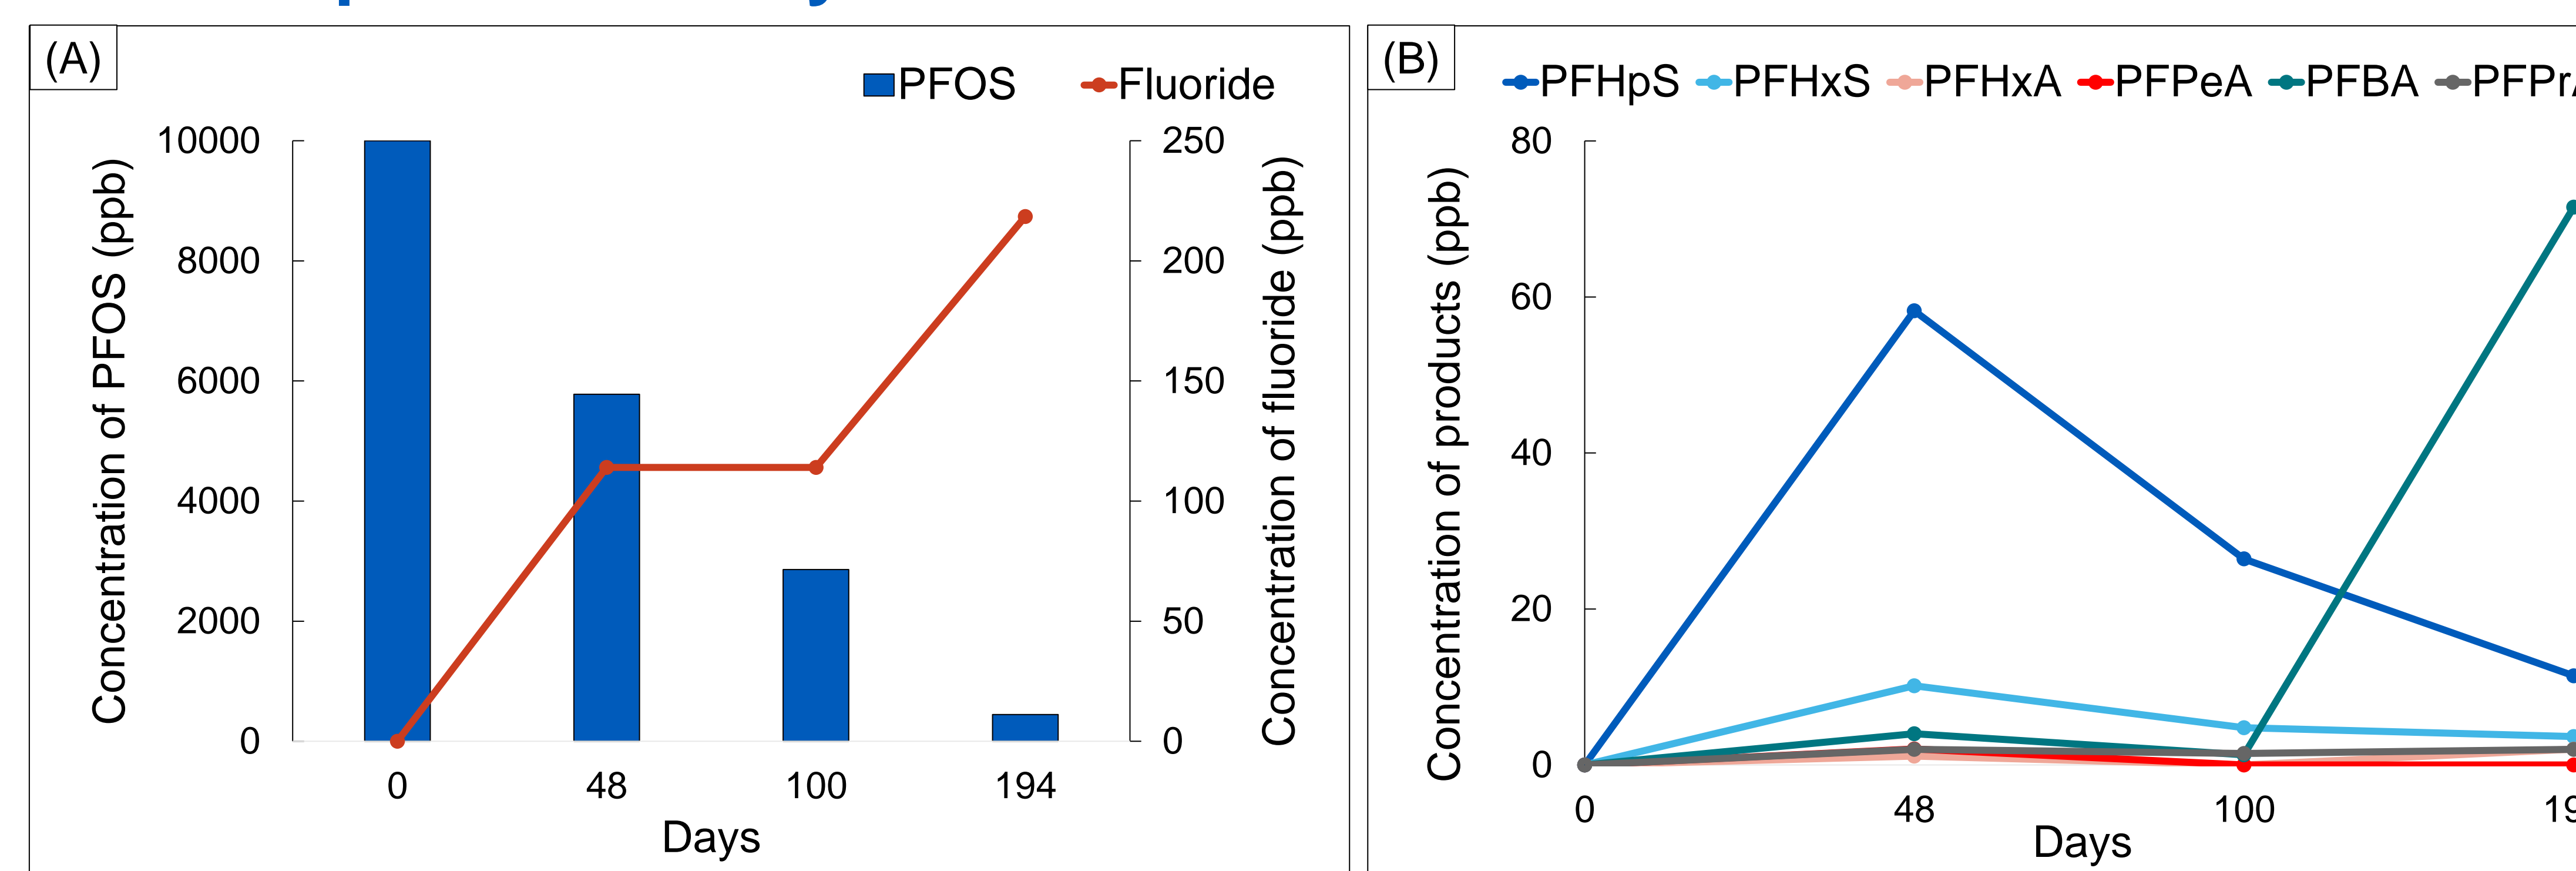 (A)
PFOS Fluoride
10000
8000
6000
4000
2000
0
Concentration of PFOS (ppb)
250
200
150
100
50
0
Concentration of fluoride (ppb)
0 48 100 194
Days
(B)
PFHpS PFHxS PFHxA PFPeA PFBA
80
60
40
20
0
Concentration of products (ppb)
0 48 100
Days